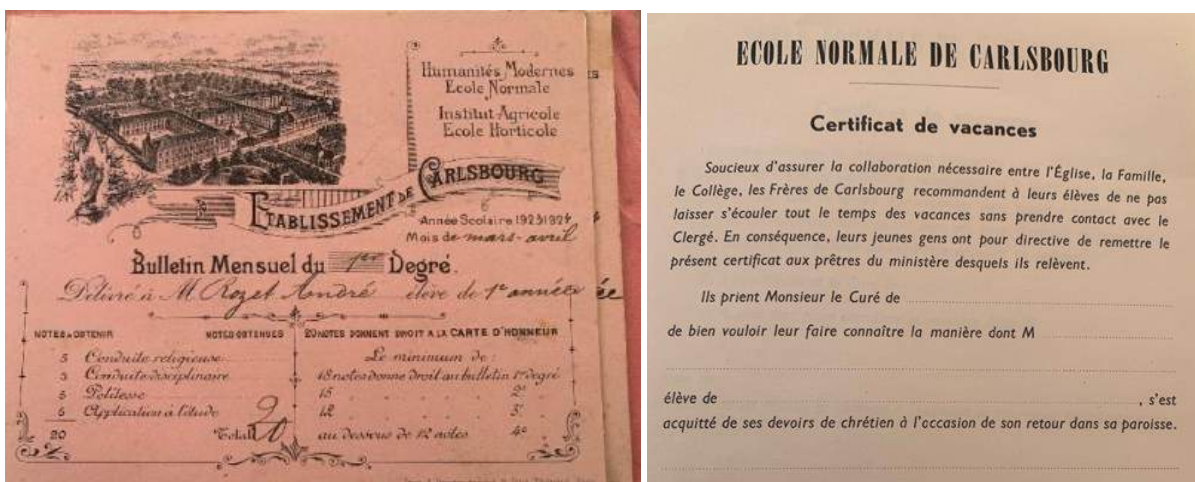 Humanités Modernes
Ecole Normale
Institut Agricole
Ecole Horticole
ETABLISSEMENT DE CARLSBOURG
Année Scolaire 1923/1924
Mois de mars-avril
Bulletin Mensuel du 1er Degré.
Délivré à M Rozet André élève de 1e année
NOTES A OBTENIR NOTES OBTENUES
5 Conduite religieuse
5 Conduite disciplinaire
5 Politesse
5 Application à l'étude
20 Total 20
20 NOTES DONNENT DROIT A LA CARTE D'HONNEUR
Le minimum de :
18 notes donne droit au bulletin 1er degré
15 . . . . . 2e .
12 . . . . . 3e .
au dessous de 12 notes 4e .
ECOLE NORMALE DE CARLSBOURG
Certificat de vacances
Soucieux d'assurer la collaboration nécessaire entre l'Église, la Famille,
le Collège, les Frères de Carlsbourg recommandent à leurs élèves de ne pas
laisser s'écouler tout le temps des vacances sans prendre contact avec le
Clergé. En conséquence, leurs jeunes gens ont pour directive de remettre le
présent certificat aux prêtres du ministère desquels ils relèvent.
Ils prient Monsieur le Curé de
de bien vouloir leur faire connaître la manière dont M
élève de , s'est
acquitté de ses devoirs de chrétien à l'occasion de son retour dans sa paroisse.